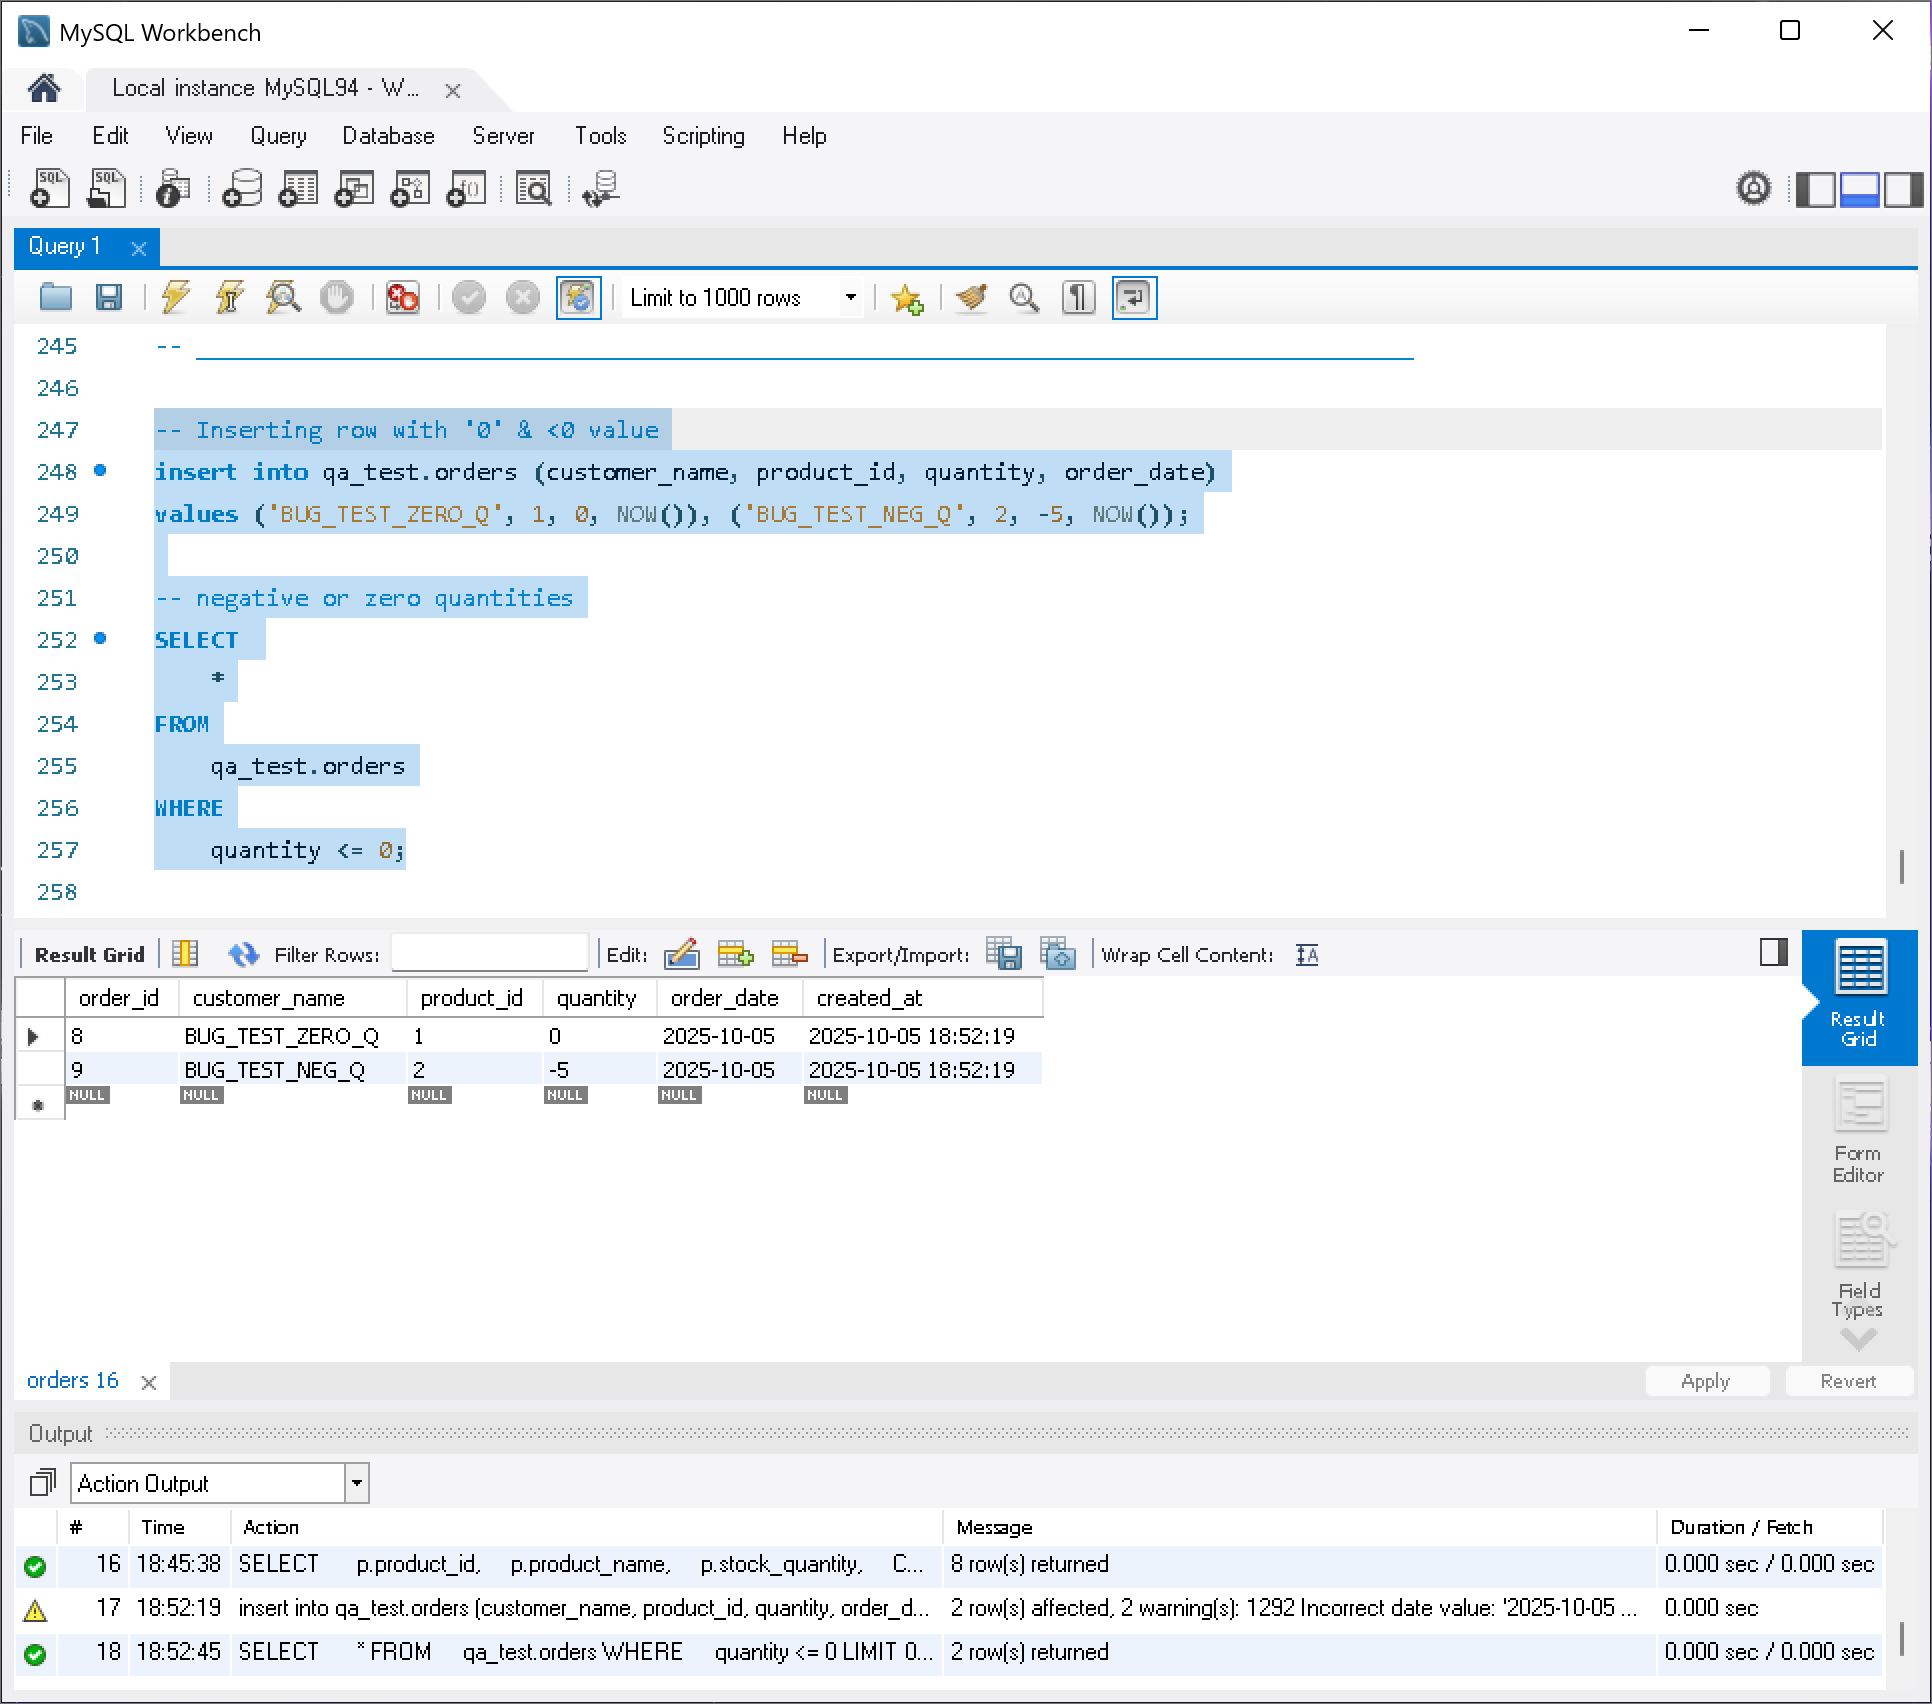 MySQL Workbench
Local instance MySQL94 - W...
File Edit View Query Database Server Tools Scripting Help
Query 1
Limit to 1000 rows
245 --
246
247 -- Inserting row with '0' & <0 value
248 insert into qa_test.orders (customer_name, product_id, quantity, order_date)
249 values ('BUG_TEST_ZERO_Q', 1, 0, NOW()), ('BUG_TEST_NEG_Q', 2, -5, NOW());
250
251 -- negative or zero quantities
252 SELECT
253 *
254 FROM
255 qa_test.orders
256 WHERE
257 quantity <= 0;
258
Result Grid Filter Rows: Edit: Export/Import: Wrap Cell Content:
order_id customer_name product_id quantity order_date created_at
8 BUG_TEST_ZERO_Q 1 0 2025-10-05 2025-10-05 18:52:19
9 BUG_TEST_NEG_Q 2 -5 2025-10-05 2025-10-05 18:52:19
NULL NULL NULL NULL NULL NULL
Result
Grid
Form
Editor
Field
Types
orders 16
Apply Revert
Output
Action Output
# Time Action Message Duration / Fetch
16 18:45:38 SELECT p.product_id, p.product_name, p.stock_quantity, C... 8 row(s) returned 0.000 sec / 0.000 sec
17 18:52:19 insert into qa_test.orders (customer_name, product_id, quantity, order_d... 2 row(s) affected, 2 warning(s): 1292 Incorrect date value: '2025-10-05 ... 0.000 sec
18 18:52:45 SELECT * FROM qa_test.orders WHERE quantity <= 0 LIMIT 0... 2 row(s) returned 0.000 sec / 0.000 sec